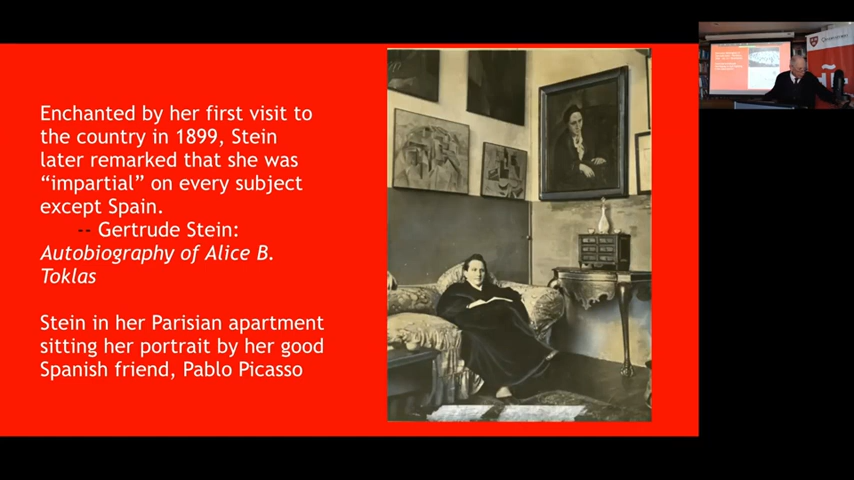 Enchanted by her first visit to
the country in 1899, Stein
later remarked that she was
“impartial” on every subject
except Spain.
-- Gertrude Stein:
Autobiography of Alice B.
Toklas
Stein in her Parisian apartment
sitting her portrait by her good
Spanish friend, Pablo Picasso